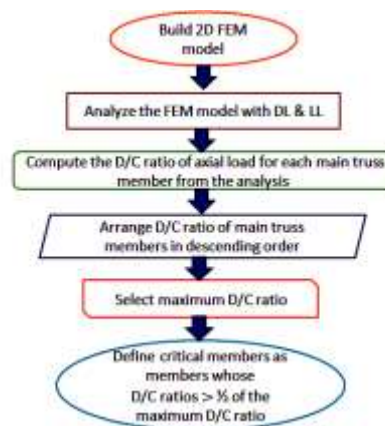 Build 2D FEM
model
Analyze the FEM model with DL & LL
Compute the D/C ratio of axial load for each main truss
member from the analysis
Arrange D/C ratio of main truss
members in descending order
Select maximum D/C ratio
Define critical members as
members whose
D/C ratios > ⅓ of the
maximum D/C ratio